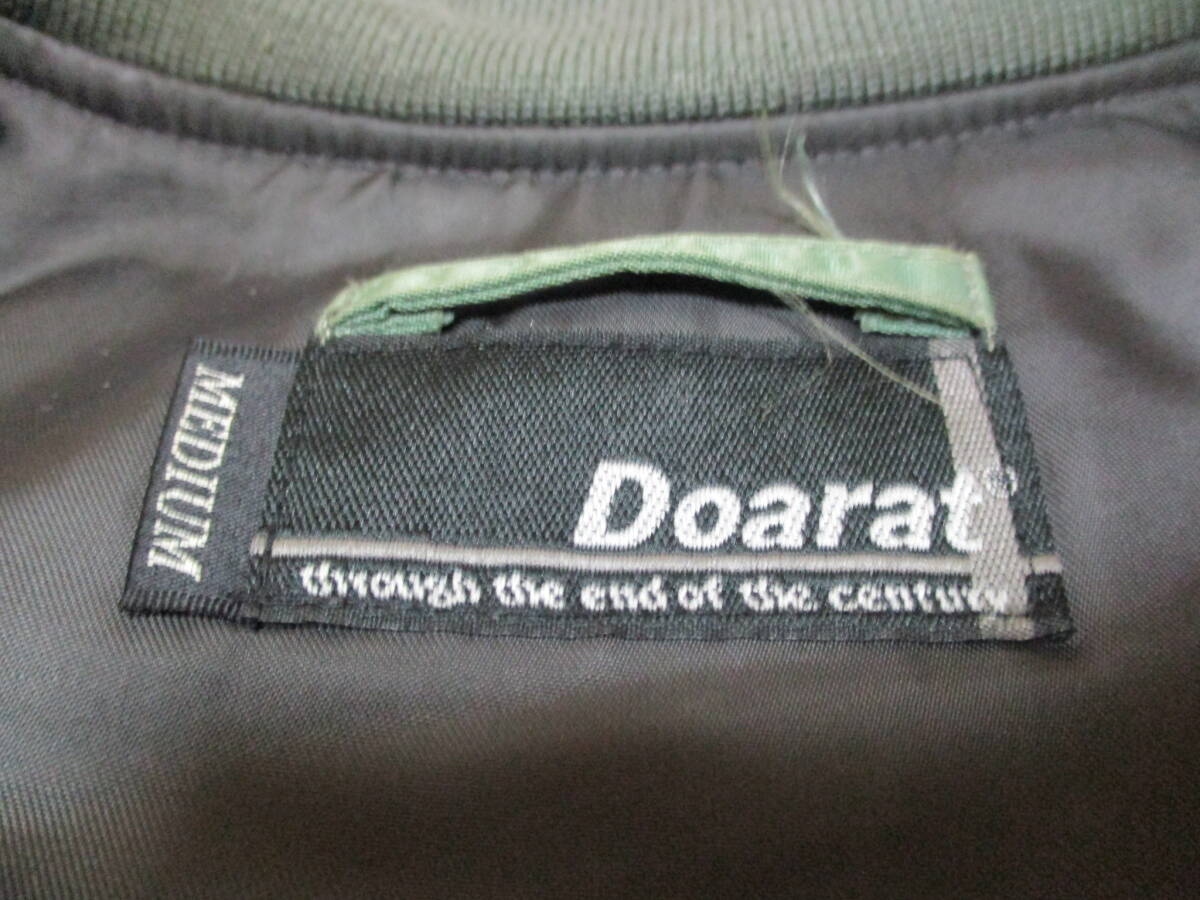 MEDIUM
Doarat®
through the end of the century